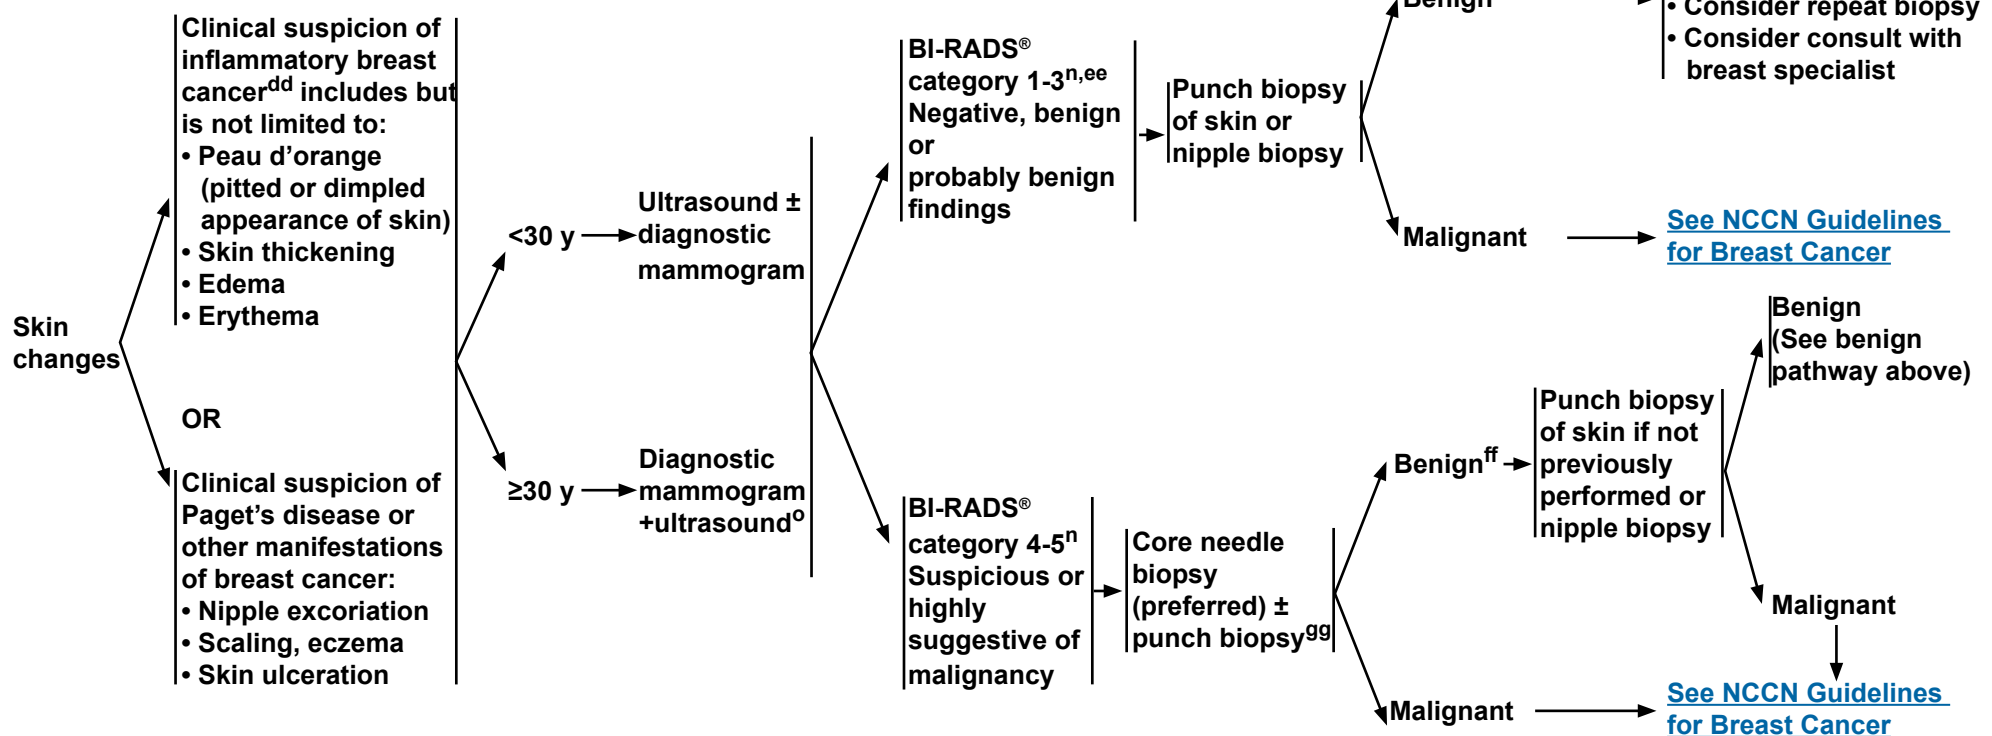 Skin
changes
Clinical suspicion of
inflammatory breast
cancerdd includes but
is not limited to:
• Peau d’orange
(pitted or dimpled
appearance of skin)
• Skin thickening
• Edema
• Erythema
OR
Clinical suspicion of
Paget’s disease or
other manifestations
of breast cancer:
• Nipple excoriation
• Scaling, eczema
• Skin ulceration
<30 y
Ultrasound ±
diagnostic
mammogram
≥30 y
Diagnostic
mammogram
+ultrasoundo
BI-RADS®
category 1-3n,ee
Negative, benign
or
probably benign
findings
Punch biopsy
of skin or
nipple biopsy
Benign
• Consider repeat biopsy
• Consider consult with
breast specialist
Malignant
See NCCN Guidelines
for Breast Cancer
BI-RADS®
category 4-5n
Suspicious or
highly
suggestive of
malignancy
Core needle
biopsy
(preferred) ±
punch biopsygg
Benignff
Punch biopsy
of skin if not
previously
performed or
nipple biopsy
Benign
(See benign
pathway above)
Malignant
Malignant
See NCCN Guidelines
for Breast Cancer